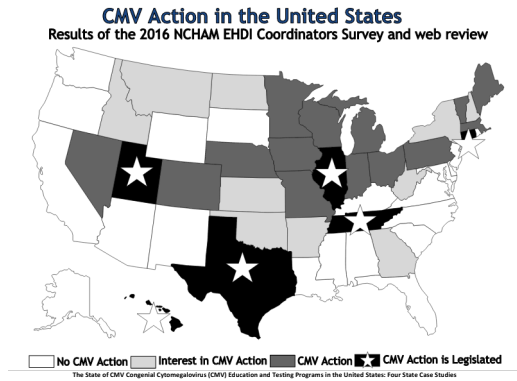 CMV Action in the United States
Results of the 2016 NCHAM EHDI Coordinators Survey and web review
No CMV Action Interest in CMV Action CMV Action CMV Action is Legislated
The State of CMV Congenial Cytomegalovirus (CMV) Education and Testing Programs in the United States: Four State Case Studies